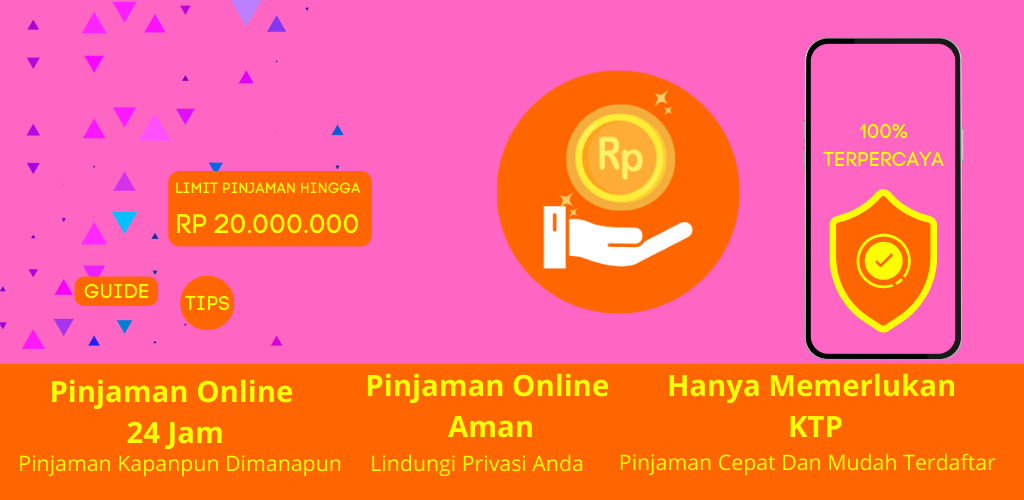 LIMIT PINJAMAN HINGGA
RP 20.000.000
GUIDE
TIPS
Rp
100%
TERPERCAYA
Pinjaman Online
24 Jam
Pinjaman Kapanpun Dimanapun
Pinjaman Online
Aman
Lindungi Privasi Anda
Hanya Memerlukan
KTP
Pinjaman Cepat Dan Mudah Terdaftar